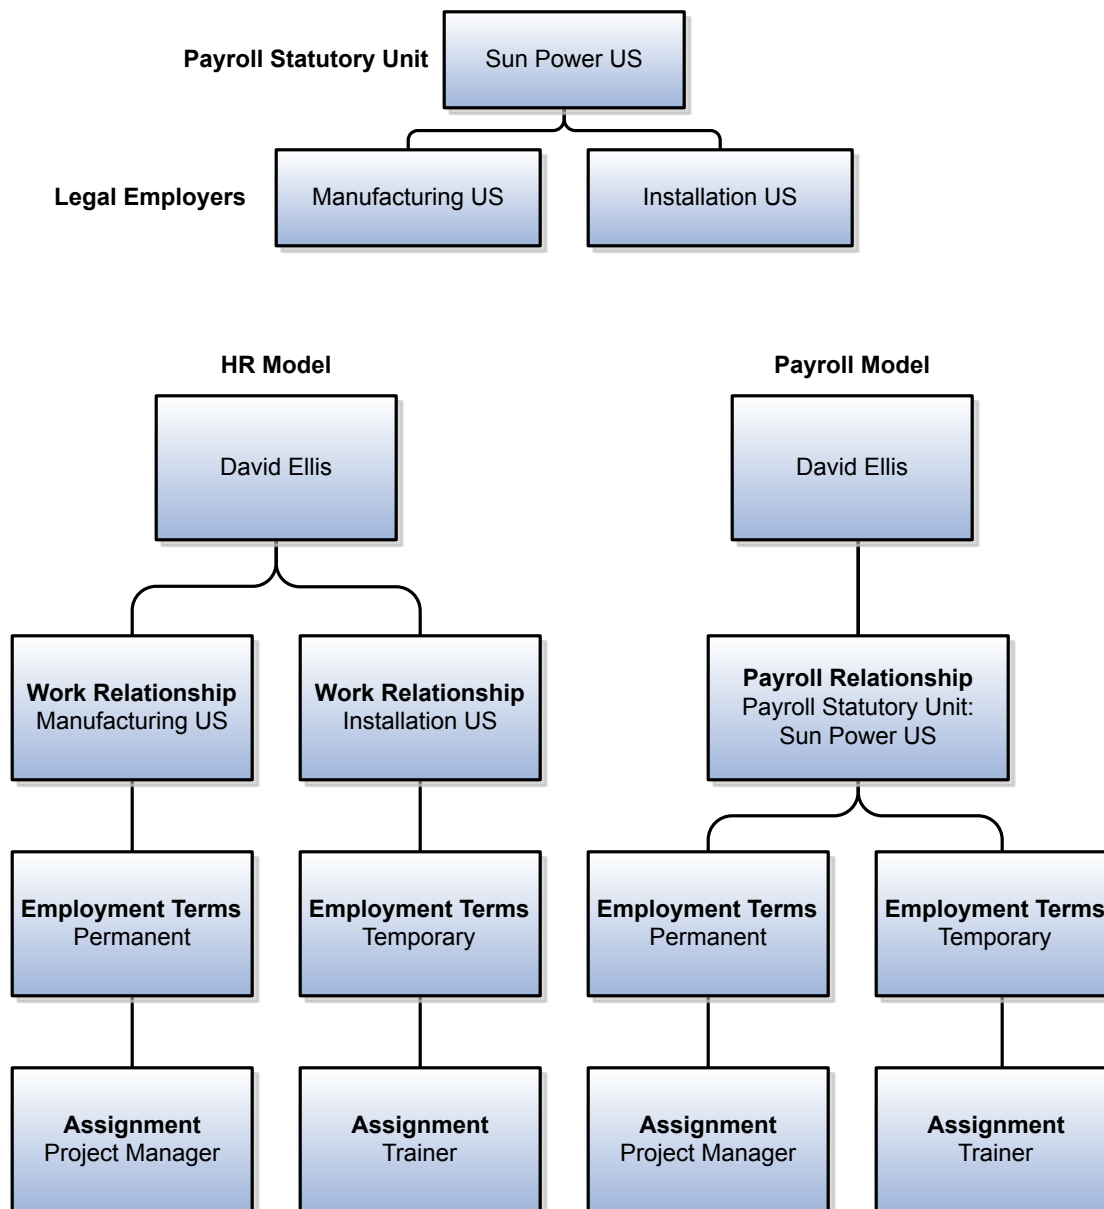 Payroll Statutory Unit
Sun Power US
Legal Employers
Manufacturing US
Installation US
HR Model
Payroll Model
David Ellis
David Ellis
Work Relationship
Manufacturing US
Work Relationship
Installation US
Payroll Relationship
Payroll Statutory Unit:
Sun Power US
Employment Terms
Permanent
Employment Terms
Temporary
Employment Terms
Permanent
Employment Terms
Temporary
Assignment
Project Manager
Assignment
Trainer
Assignment
Project Manager
Assignment
Trainer